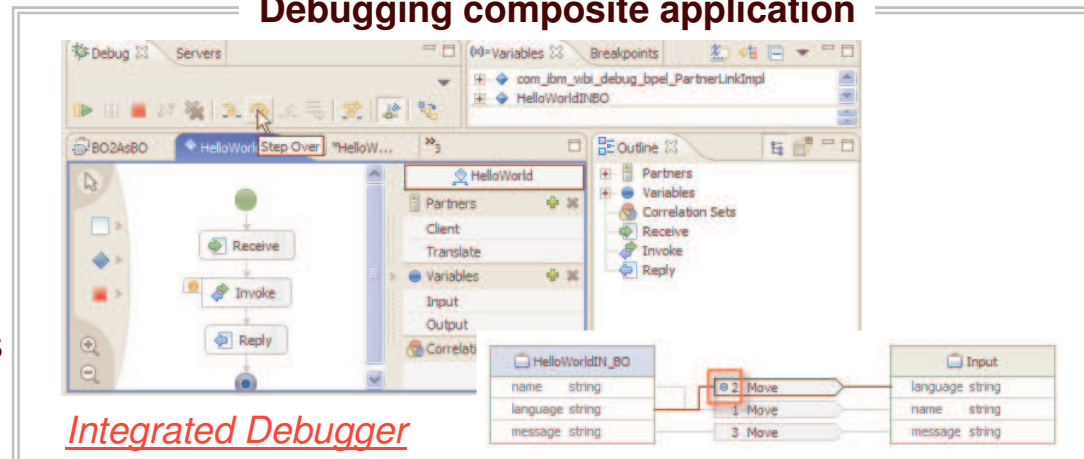 Debugging composite application
Debug Servers
(x)=Variables Breakpoints
com_ibm_wbi_debug_bpel_PartnerLinkImpl
HelloWorldINBO
BO2AsBO
Step Over
*HelloW...
»3
Outline
HelloWorld
Partners
Client
Translate
Variables
Input
Output
Receive
Invoke
Reply
Partners
Variables
Correlation Sets
Receive
Invoke
Reply
HelloWorldIN_BO
name string
language string
message string
2 Move
1 Move
3 Move
Input
language string
name string
message string
Integrated Debugger